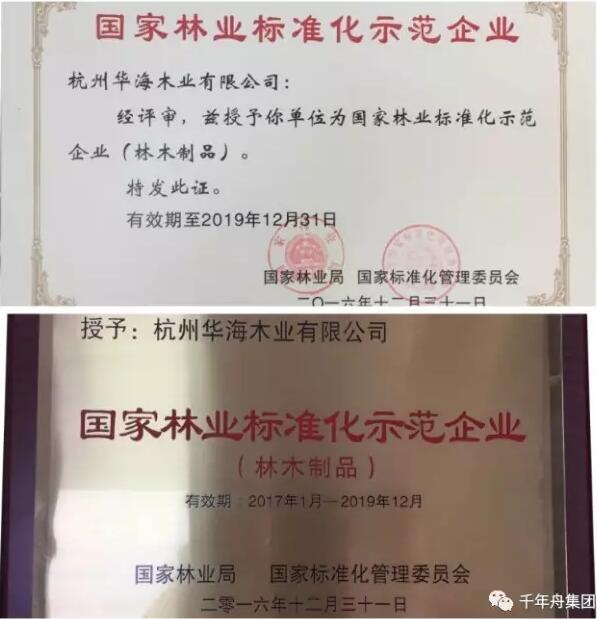 国家林业标准化示范企业
杭州华海木业有限公司：
经评审，兹授予你单位为国家林业标准化示范
企业（林木制品）。
特发此证。
有效期至2019年12月31日
国家林业局 国家标准化管理委员会
二〇一六年十二月三十一日
授予：杭州华海木业有限公司
国家林业标准化示范企业
（林木制品）
有效期：2017年1月—2019年12月
国家林业局 国家标准化管理委员会
二零一六年十二月三十一日
千年舟集团